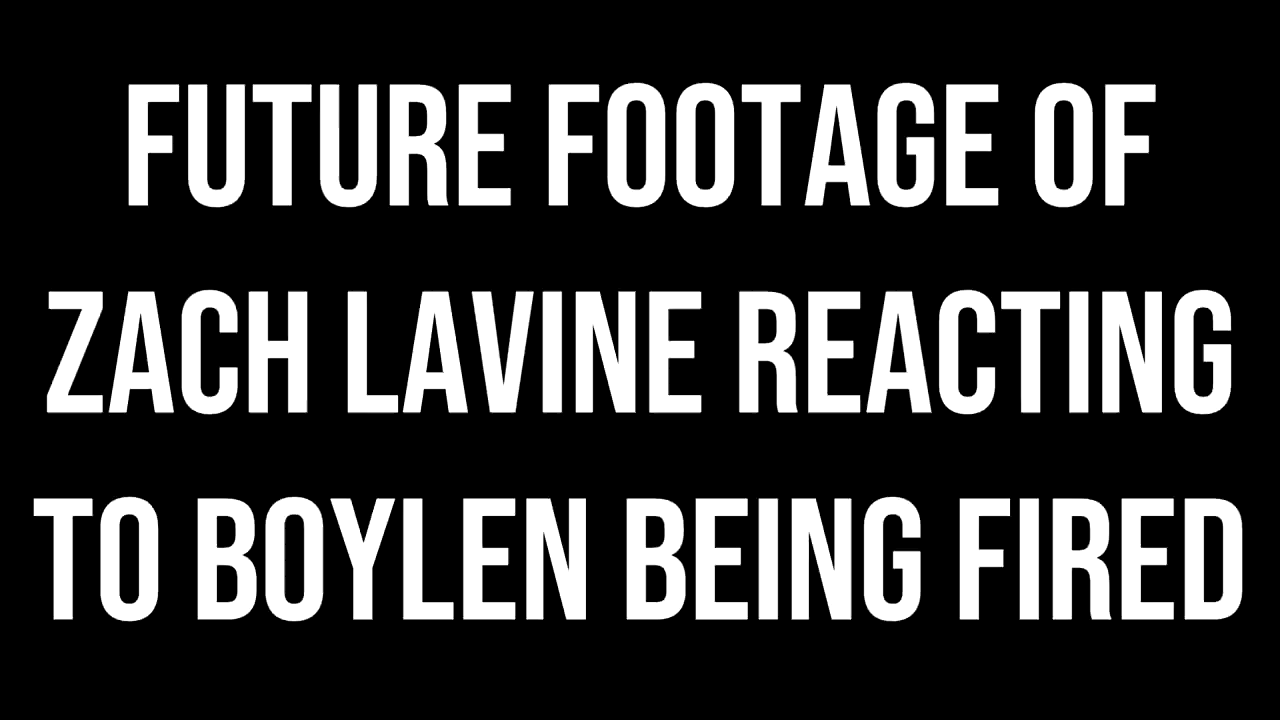 FUTURE FOOTAGE OF
ZACH LAVINE REACTING
TO BOYLEN BEING FIRED